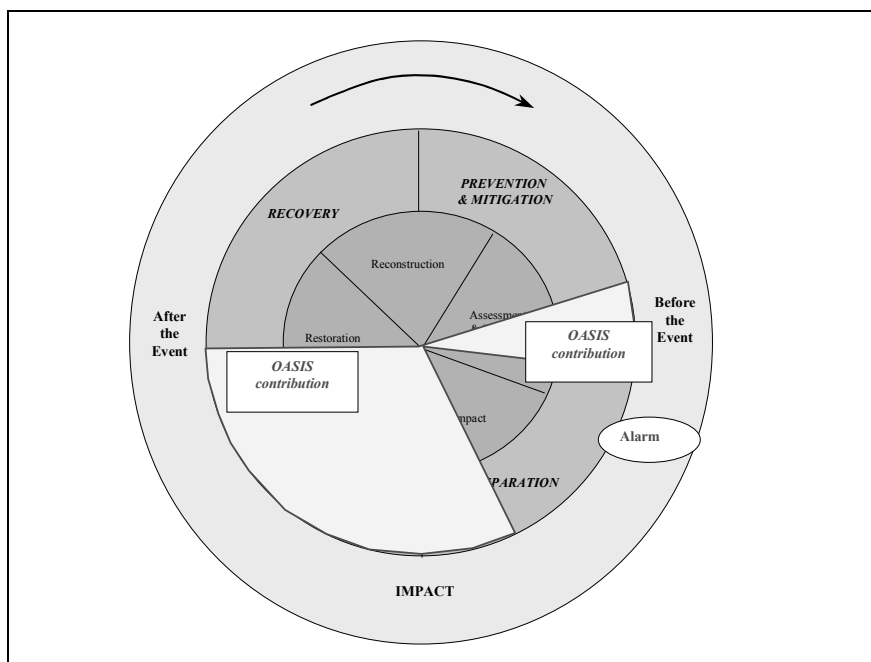 PREVENTION
& MITIGATION
RECOVERY
Reconstruction
After
the
Event
Before
the
Event
Restoration
OASIS
contribution
OASIS
contribution
Alarm
IMPACT